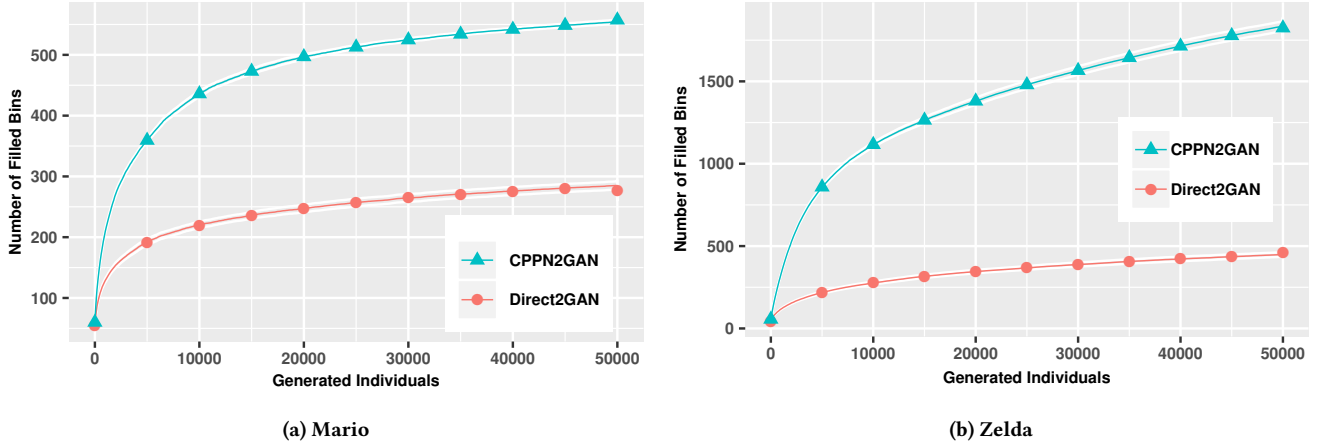 Number of Filled Bins
500
400
300
200
100
0
10000
20000
30000
40000
50000
Generated Individuals
CPPN2GAN
Direct2GAN
(a) Mario
Number of Filled Bins
1500
1000
500
0
0
10000
20000
30000
40000
50000
Generated Individuals
CPPN2GAN
Direct2GAN
(b) Zelda